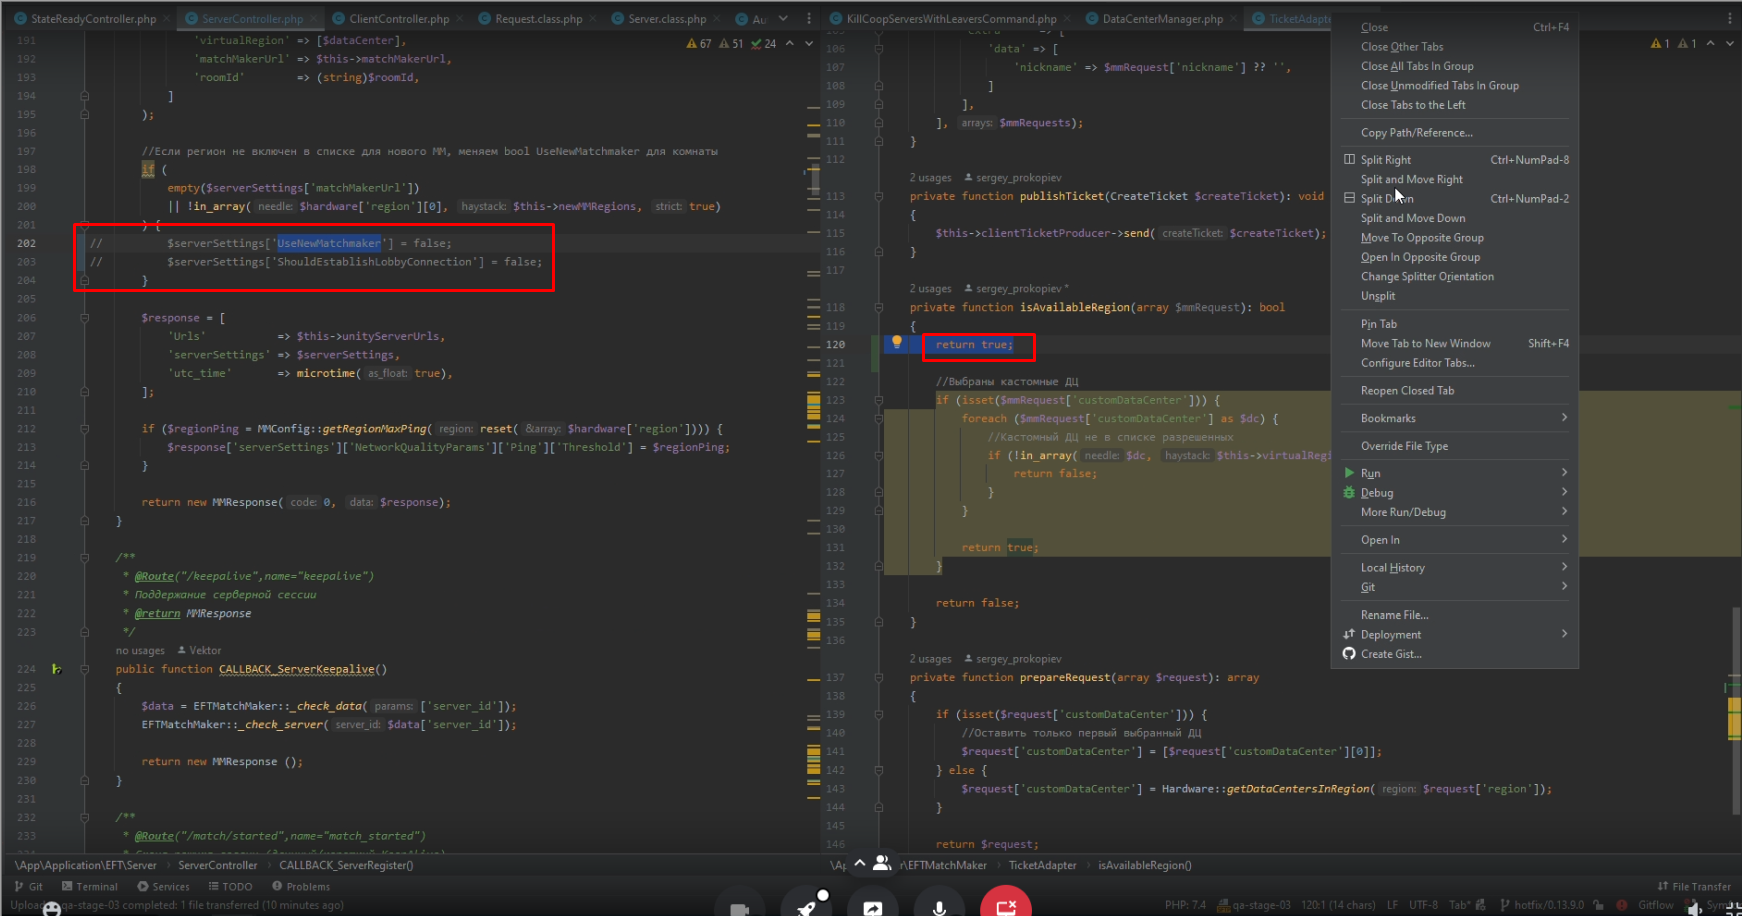 StateReadyController.php
ServerController.php
ClientController.php
Request.class.php
Server.class.php
Au
KillCoopServersWithLeaversCommand.php
DataCenterManager.php
TicketAdapte
67 51 24
191 'virtualRegion' => [$dataCenter],
192 'matchMakerUrl' => $this->matchMakerUrl,
193 'roomId' => (string)$roomId,
194 ]
195 );
196
197 //Если регион не включен в списке для нового ММ, меняем bool UseNewMatchmaker для комнаты
198 if (
199 empty($serverSettings['matchMakerUrl'])
200 || !in_array( needle: $hardware['region'][0], haystack: $this->newMMRegions, strict: true)
201 ) {
202 // $serverSettings['UseNewMatchmaker'] = false;
203 // $serverSettings['ShouldEstablishLobbyConnection'] = false;
204 }
205
206 $response = [
207 'Urls' => $this->unityServerUrls,
208 'serverSettings' => $serverSettings,
209 'utc_time' => microtime( as_float: true),
210 ];
211
212 if ($regionPing = MMConfig::getRegionMaxPing( region: reset( &array: $hardware['region']))) {
213 $response['serverSettings']['NetworkQualityParams']['Ping']['Threshold'] = $regionPing;
214 }
215
216 return new MMResponse( code: 0, data: $response);
217 }
218
219 /**
220 * @Route("/keepalive",name="keepalive")
221 * Поддержание серверной сессии
222 * @return MMResponse
223 */
no usages Vektor
224 public function CALLBACK_ServerKeepalive()
225 {
226 $data = EFTMatchMaker::_check_data( params: ['server_id']);
227 EFTMatchMaker::_check_server( server_id: $data['server_id']);
228
229 return new MMResponse ();
230 }
231
232 /**
233 * @Route("/match/started",name="match_started")
\App\Application\EFT\Server ServerController CALLBACK_ServerRegister()
1 1
106 'data' => [
107 'nickname' => $mmRequest['nickname'] ?? '',
108 ]
109 ],
110 ], arrays: $mmRequests);
111 }
112
2 usages sergey_prokopiev
113 private function publishTicket(CreateTicket $createTicket): void
114 {
115 $this->clientTicketProducer->send( createTicket: $createTicket);
116 }
117
2 usages sergey_prokopiev *
118 private function isAvailableRegion(array $mmRequest): bool
119 {
120 return true;
121
122 //Выбраны кастомные ДЦ
123 if (isset($mmRequest['customDataCenter'])) {
124 foreach ($mmRequest['customDataCenter'] as $dc) {
125 //Кастомный ДЦ не в списке разрешенных
126 if (!in_array( needle: $dc, haystack: $this->virtualRegi
127 return false;
128 }
129 }
130
131 return true;
132 }
133
134 return false;
135 }
136
2 usages sergey_prokopiev
137 private function prepareRequest(array $request): array
138 {
139 if (isset($request['customDataCenter'])) {
140 //Оставить только первый выбранный ДЦ
141 $request['customDataCenter'] = [$request['customDataCenter'][0]];
142 } else {
143 $request['customDataCenter'] = Hardware::getDataCentersInRegion( region: $request['region']);
144 }
145
146 return $request;
\Ap r\EFTMatchMaker TicketAdapter isAvailableRegion()
Close Ctrl+F4
Close Other Tabs
Close All Tabs In Group
Close Unmodified Tabs In Group
Close Tabs to the Left
Copy Path/Reference...
Split Right Ctrl+NumPad-8
Split and Move Right
Split Down Ctrl+NumPad-2
Split and Move Down
Move To Opposite Group
Open In Opposite Group
Change Splitter Orientation
Unsplit
Pin Tab
Move Tab to New Window Shift+F4
Configure Editor Tabs...
Reopen Closed Tab
Bookmarks
Override File Type
Run
Debug
More Run/Debug
Open In
Local History
Git
Rename File...
Deployment
Create Gist...
Git Terminal Services TODO Problems
File Transfer
Upload qa-stage-03 completed: 1 file transferred (10 minutes ago)
PHP: 7.4 qa-stage-03 120:1 (14 chars) LF UTF-8 Tab* hotfix/0.13.9.0 Gitflow Sym